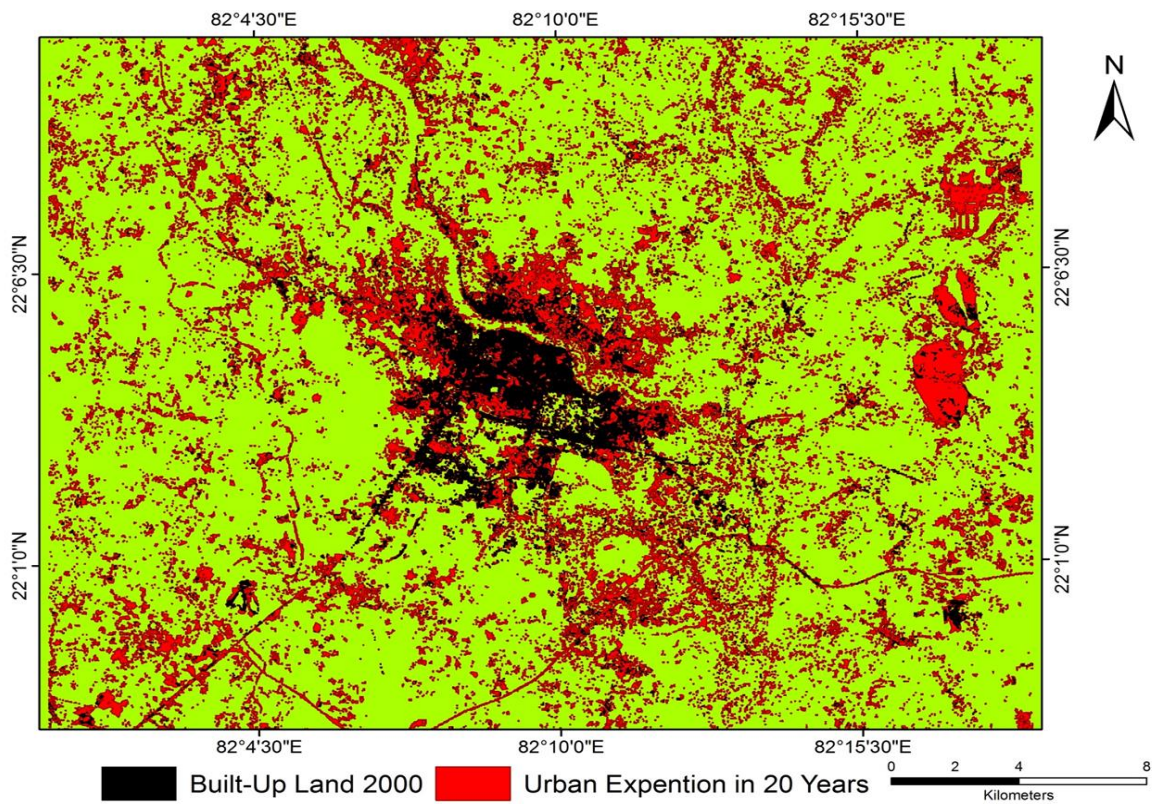 82°4'30"E 82°10'0"E 82°15'30"E
N
22°6'30"N 22°6'30"N
22°1'0"N 22°1'0"N
82°4'30"E 82°10'0"E 82°15'30"E
Built-Up Land 2000 Urban Expention in 20 Years
0 2 4 8
Kilometers